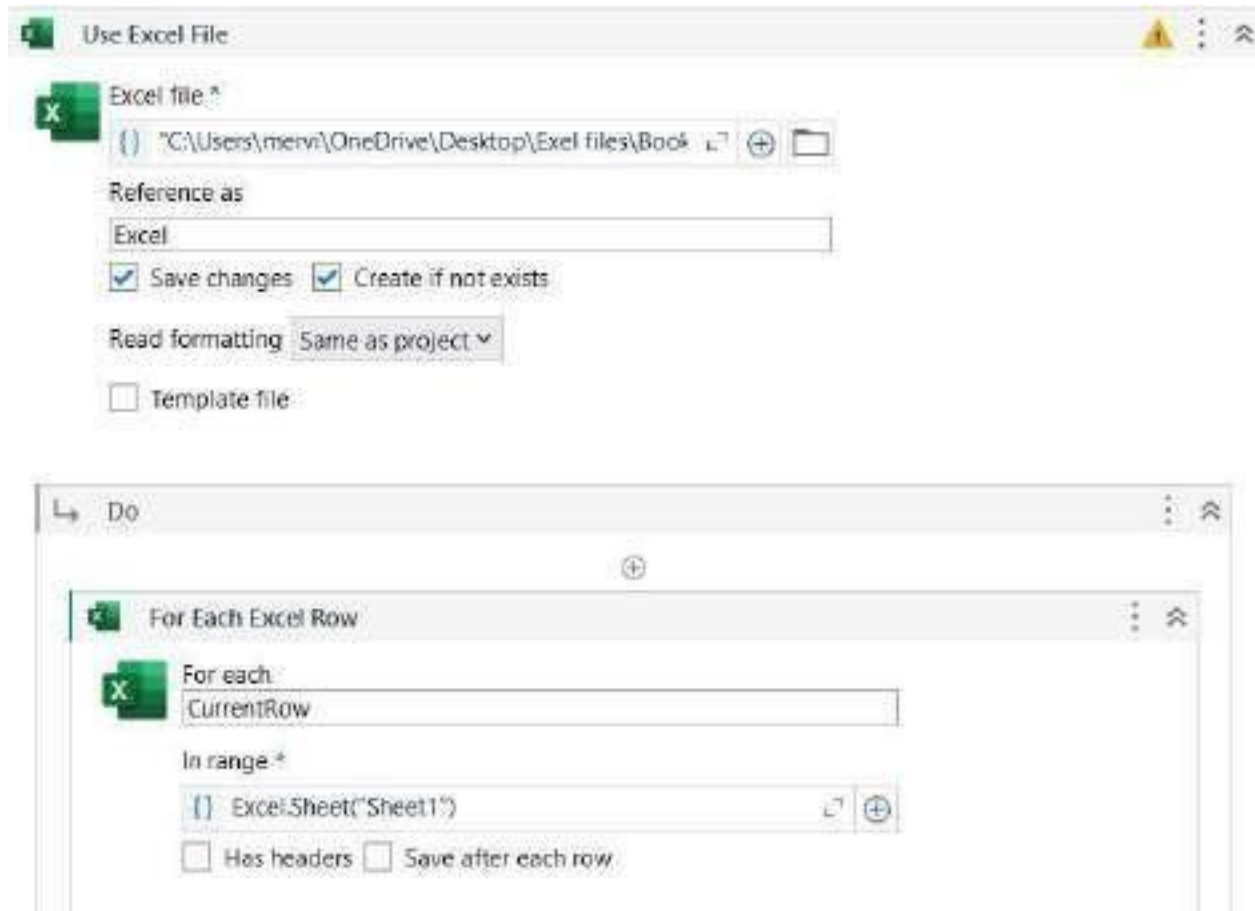 Use Excel File
Excel file *
"C:\Users\mervi\OneDrive\Desktop\Exel files\Book
Reference as
Excel
Save changes Create if not exists
Read formatting Same as project
Template file
Do
For Each Excel Row
For each
CurrentRow
In range *
Excel.Sheet("Sheet1")
Has headers Save after each row